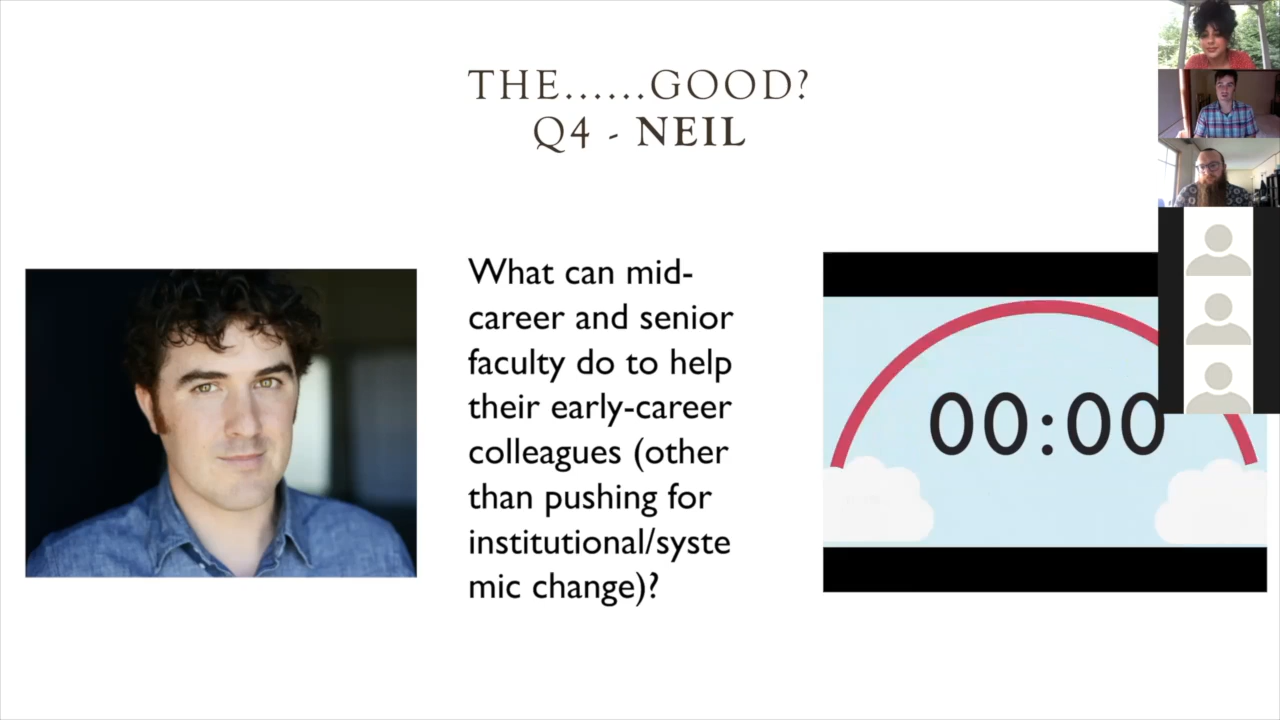 THE......GOOD?
Q4 - NEIL
What can mid-
career and senior
faculty do to help
their early-career
colleagues (other
than pushing for
institutional/syste
mic change)?
00:00